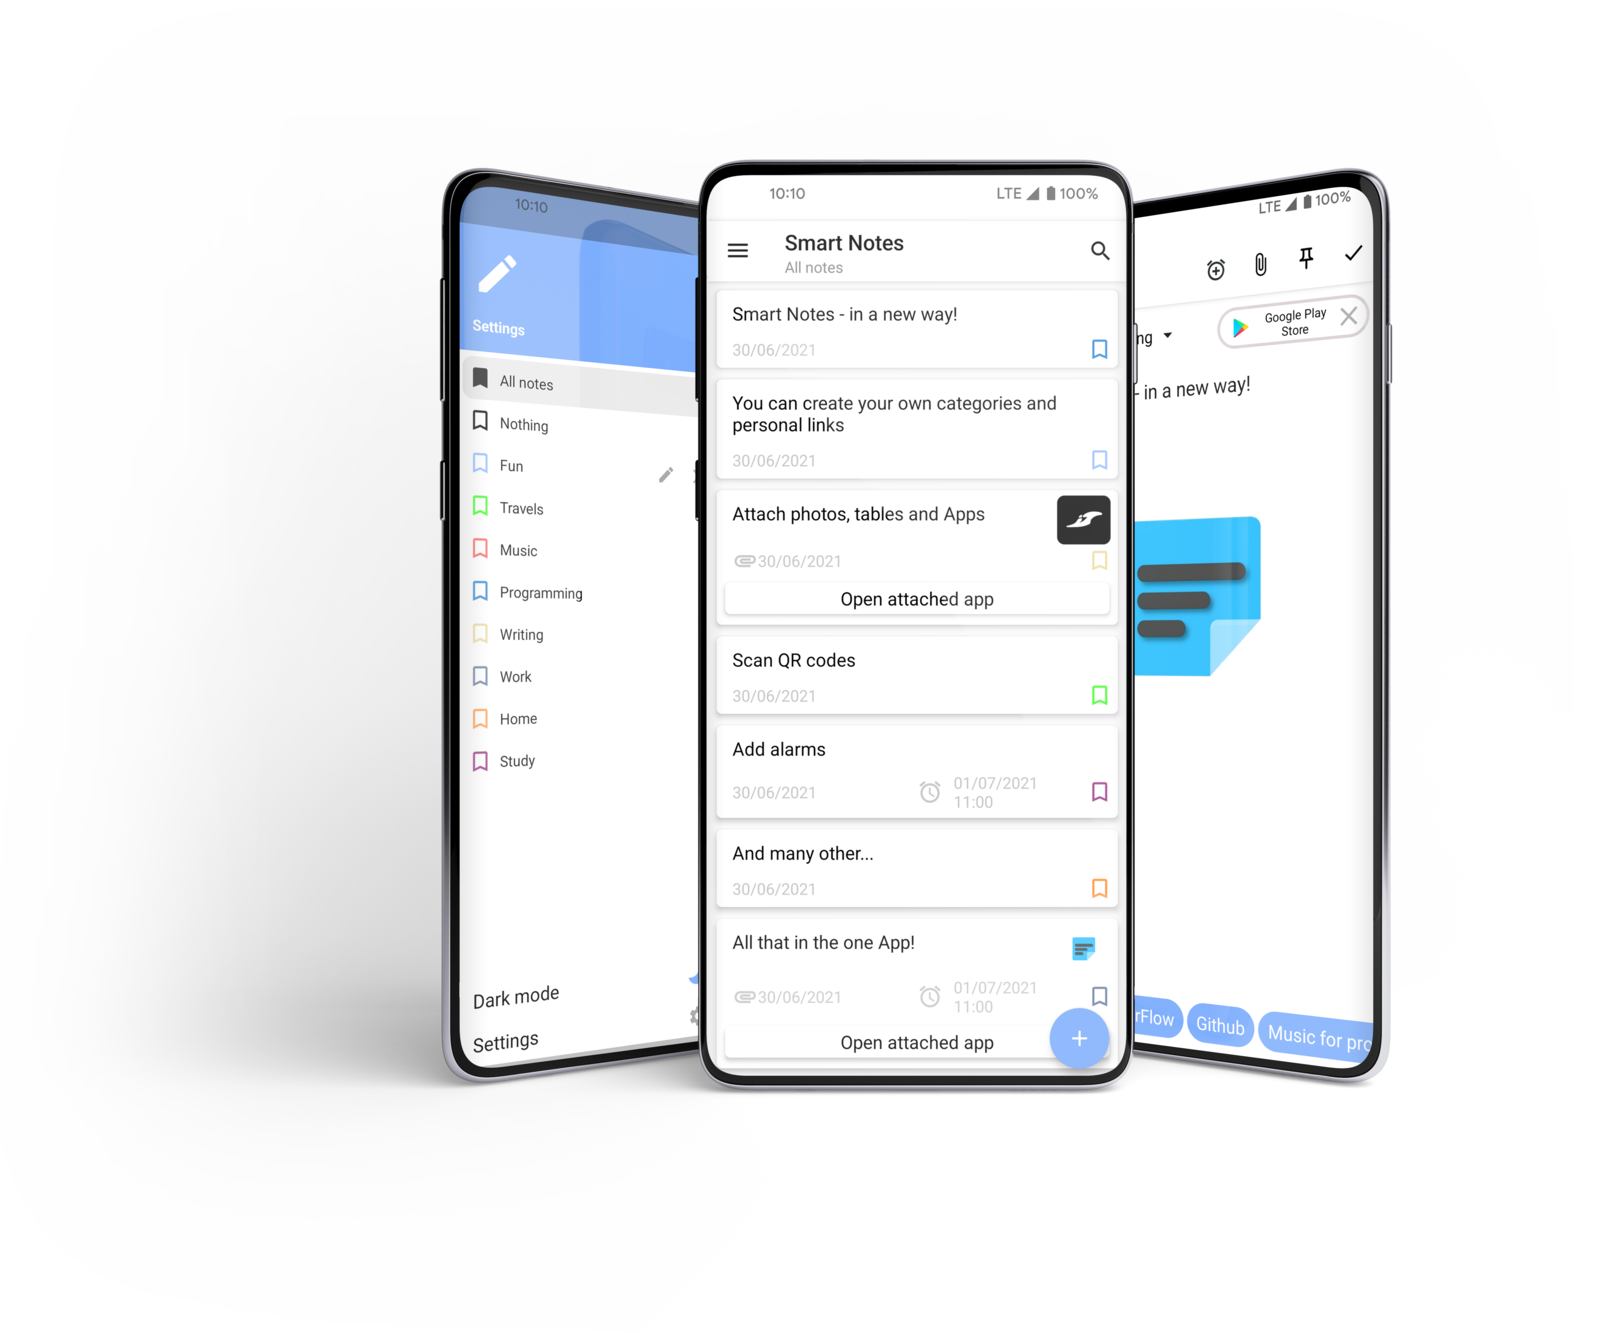 10:10
Settings
All notes
Nothing
Fun
Travels
Music
Programming
Writing
Work
Home
Study
Dark mode
Settings
10:10
LTE 100%
Smart Notes
All notes
Smart Notes - in a new way!
30/06/2021
You can create your own categories and
personal links
30/06/2021
Attach photos, tables and Apps
30/06/2021
Open attached app
Scan QR codes
30/06/2021
Add alarms
30/06/2021
01/07/2021
11:00
And many other...
30/06/2021
All that in the one App!
30/06/2021
01/07/2021
11:00
Open attached app
+
LTE 100%
ng
Google Play
Store
- in a new way!
rFlow
Github
Music for pro